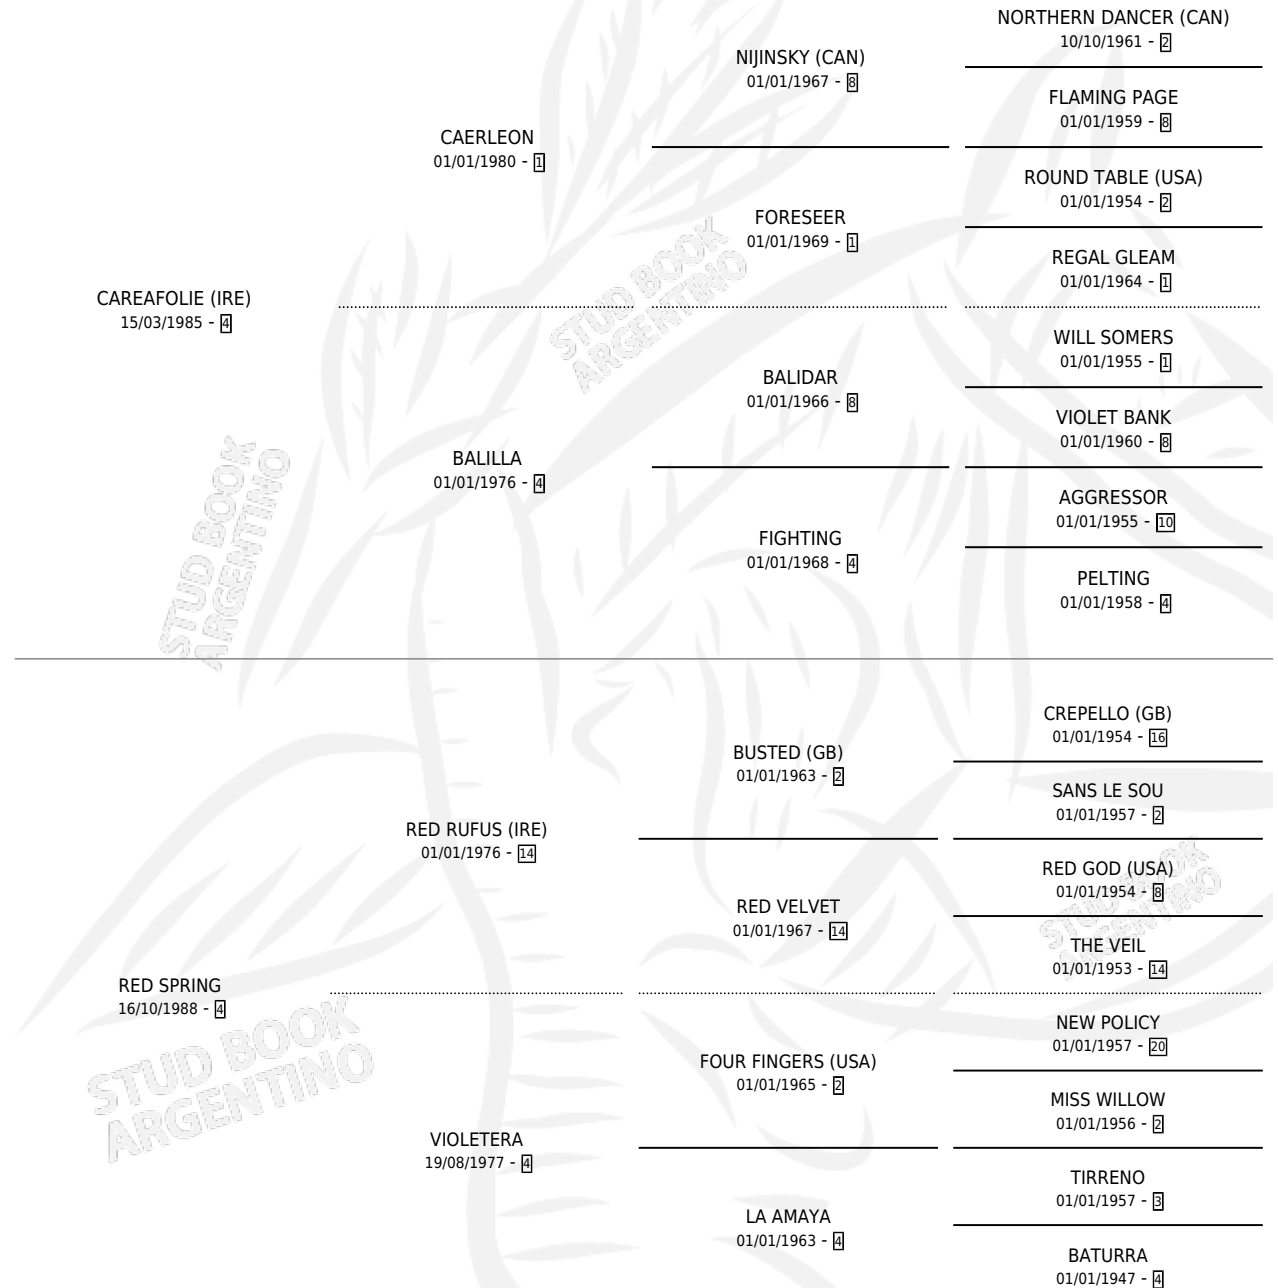 NORTHERN DANCER (CAN)
10/10/1961 - 2
NIJINSKY (CAN)
01/01/1967 - 8
FLAMING PAGE
01/01/1959 - 8
CAERLEON
01/01/1980 - 1
ROUND TABLE (USA)
01/01/1954 - 2
FORESEER
01/01/1969 - 1
REGAL GLEAM
01/01/1964 - 1
CAREAFOLIE (IRE)
15/03/1985 - 4
WILL SOMERS
01/01/1955 - 1
BALIDAR
01/01/1966 - 8
VIOLET BANK
01/01/1960 - 8
BALILLA
01/01/1976 - 4
AGGRESSOR
01/01/1955 - 10
FIGHTING
01/01/1968 - 4
PELTING
01/01/1958 - 4
STUD BOOK
ARGENTINO
STUD BOOK
ARGENTINO
CREPELLO (GB)
01/01/1954 - 16
BUSTED (GB)
01/01/1963 - 2
SANS LE SOU
01/01/1957 - 2
RED RUFUS (IRE)
01/01/1976 - 14
RED GOD (USA)
01/01/1954 - 8
RED VELVET
01/01/1967 - 14
THE VEIL
01/01/1953 - 14
STUD BOOK
ARGENTINO
RED SPRING
16/10/1988 - 4
NEW POLICY
01/01/1957 - 20
FOUR FINGERS (USA)
01/01/1965 - 2
MISS WILLOW
01/01/1956 - 2
STUD BOOK
ARGENTINO
VIOLETERA
19/08/1977 - 4
TIRRENO
01/01/1957 - 3
LA AMAYA
01/01/1963 - 4
BATURRA
01/01/1947 - 4